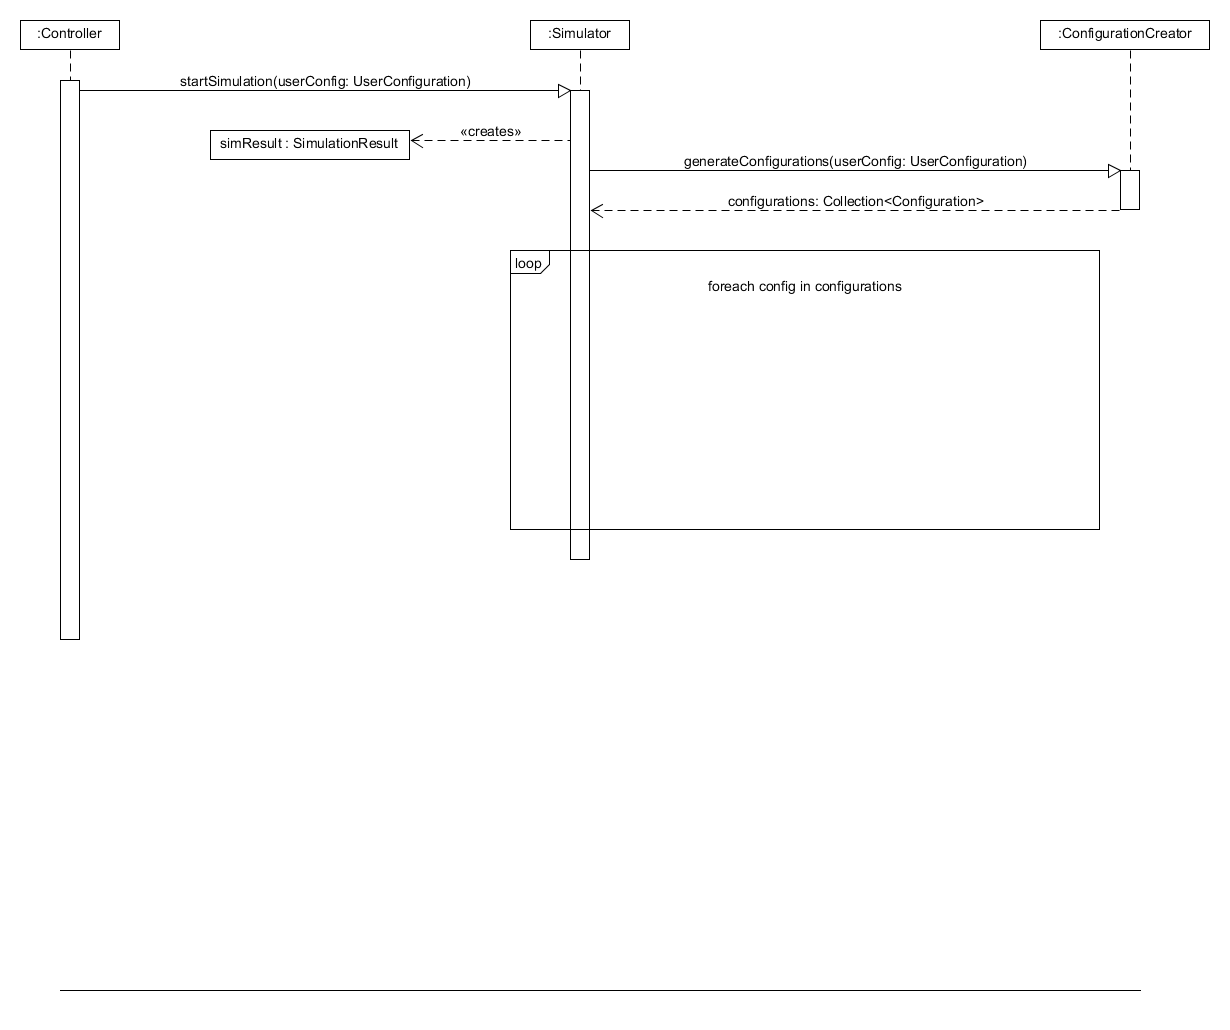 :Controller
:Simulator
:ConfigurationCreator
startSimulation(userConfig: UserConfiguration)
«creates»
simResult : SimulationResult
generateConfigurations(userConfig: UserConfiguration)
configurations: Collection<Configuration>
loop
foreach config in configurations